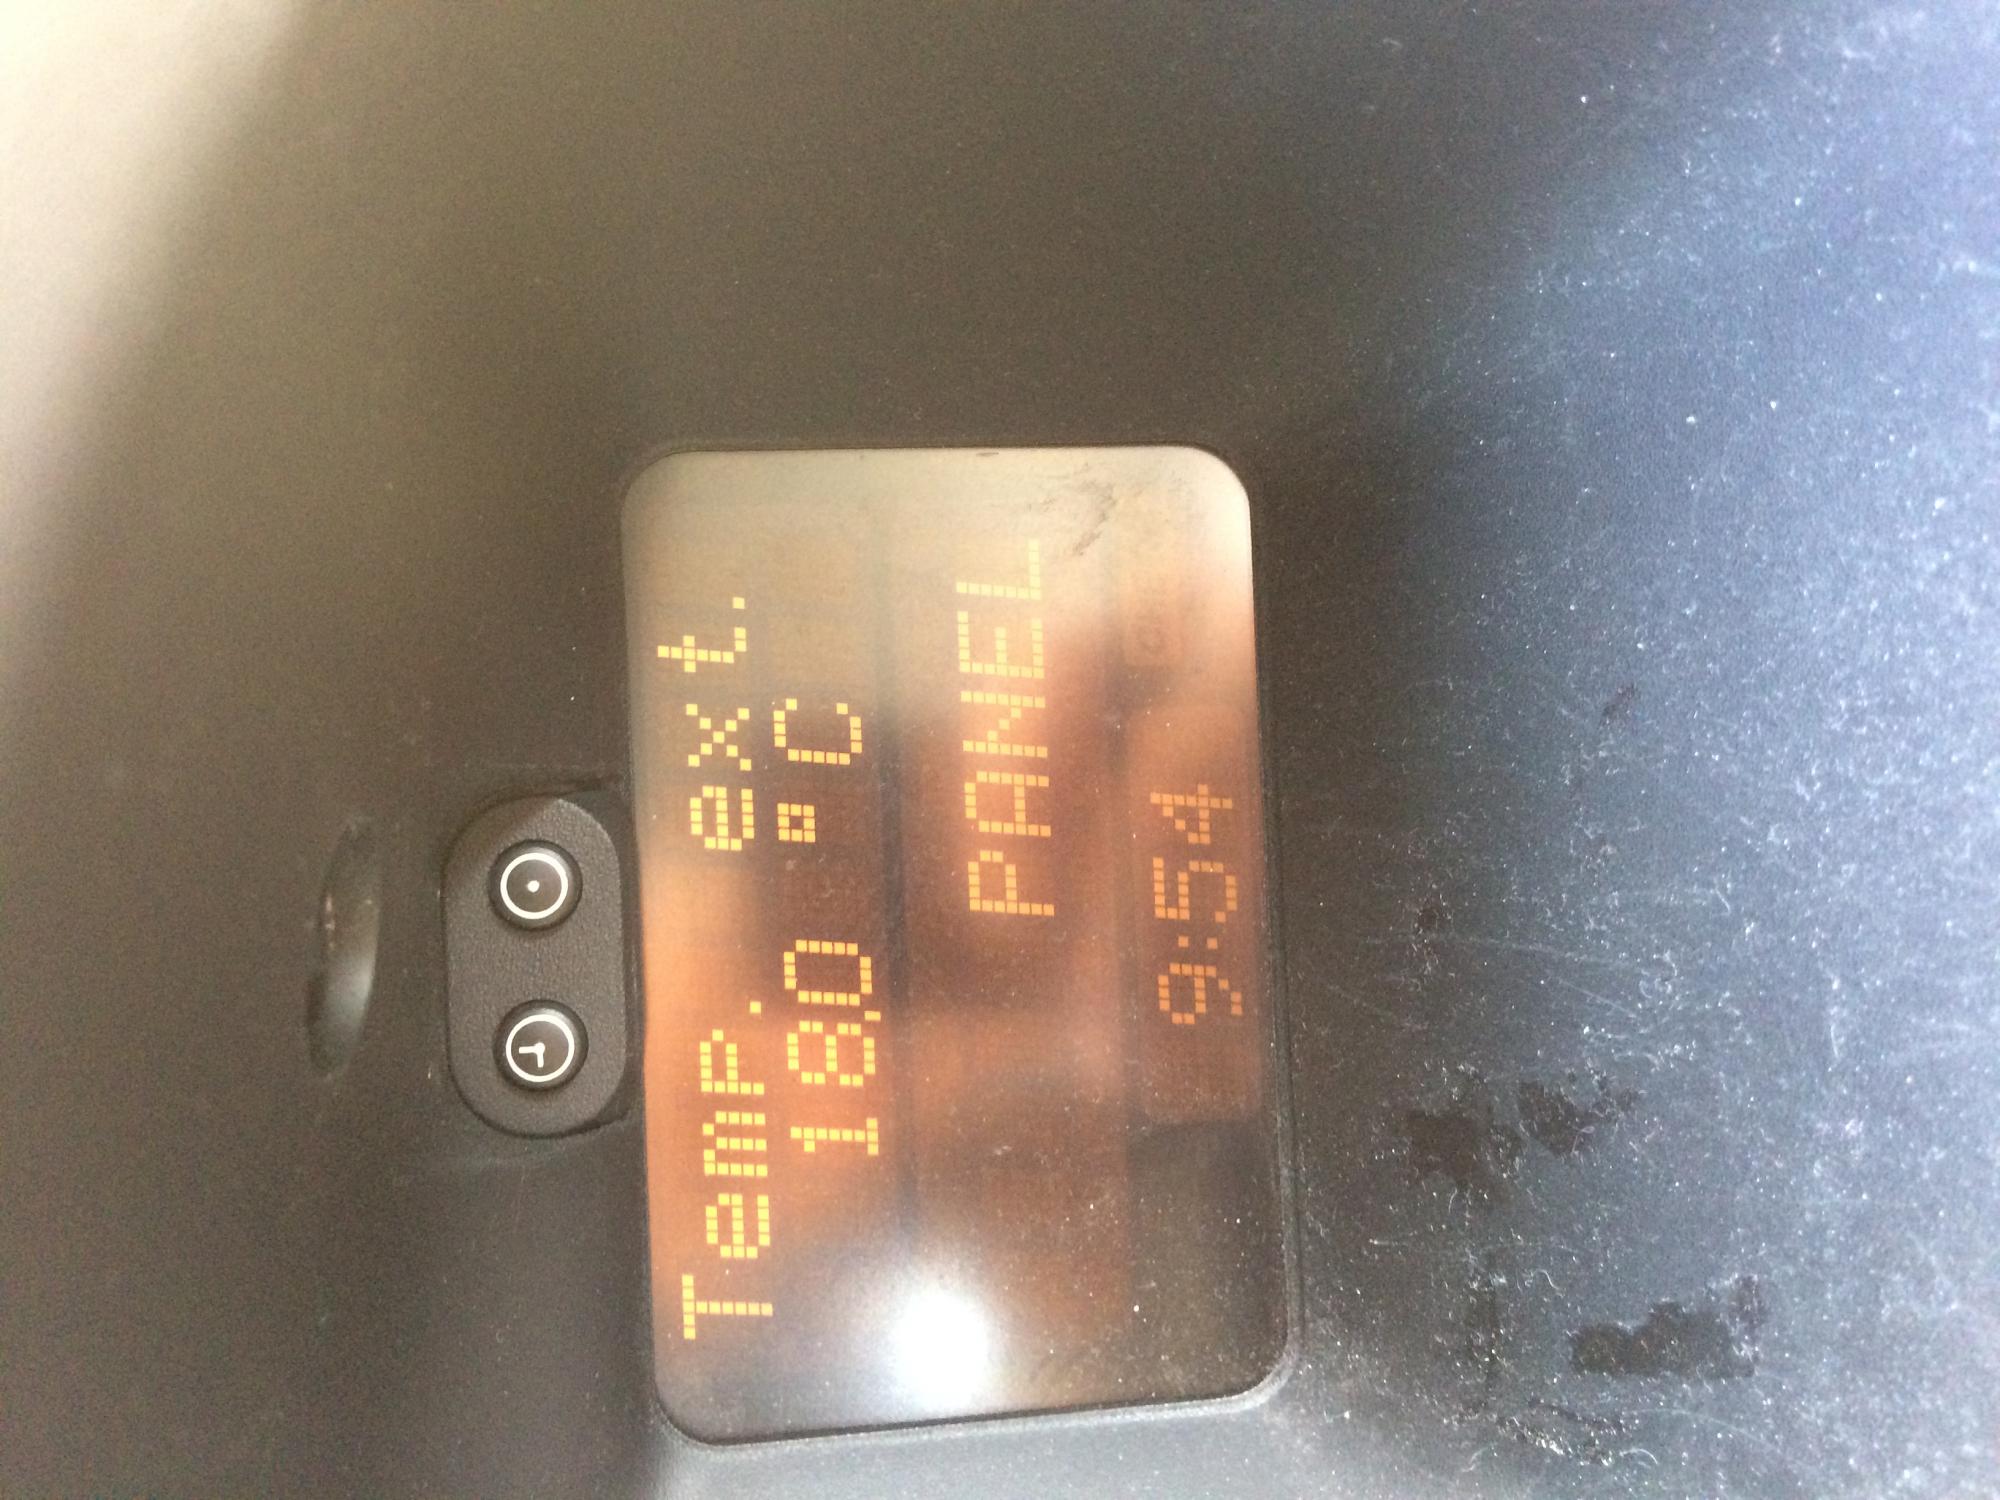 Temp. ext.
18.0 °C
PANEL
9:54